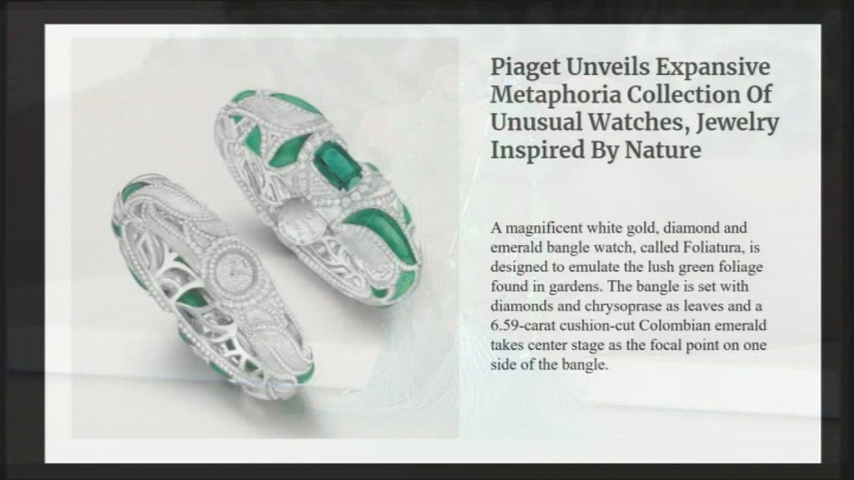 Piaget Unveils Expansive
Metaphoria Collection Of
Unusual Watches, Jewelry
Inspired By Nature
A magnificent white gold, diamond and
emerald bangle watch, called Foliatura, is
designed to emulate the lush green foliage
found in gardens. The bangle is set with
diamonds and chrysoprase as leaves and a
6.59-carat cushion-cut Colombian emerald
takes center stage as the focal point on one
side of the bangle.